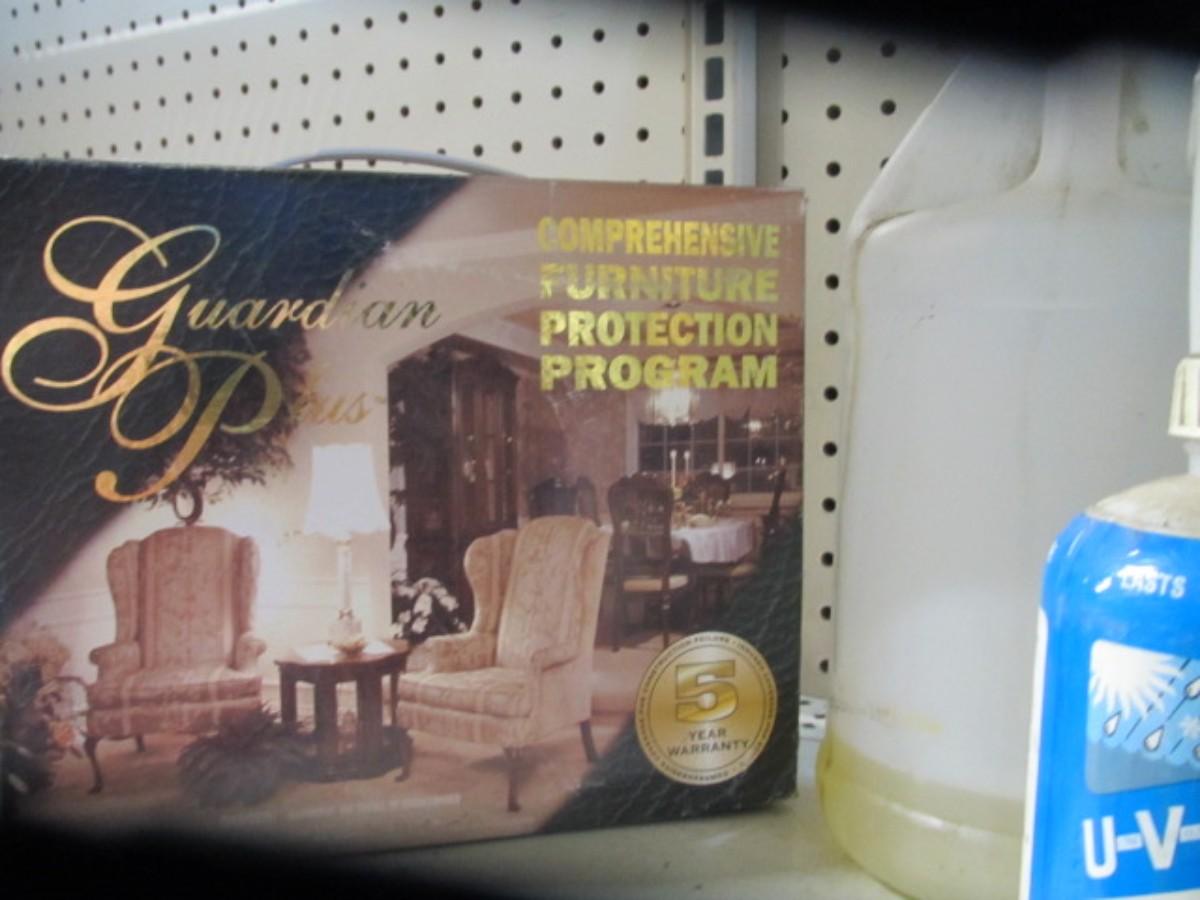 Guardian
Plus
COMPREHENSIVE
FURNITURE
PROTECTION
PROGRAM
5
YEAR
WARRANTY
LASTS
U-V-